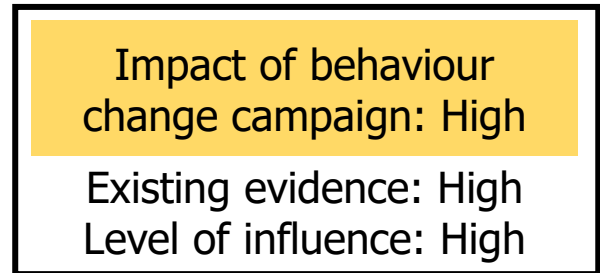 Impact of behaviour
change campaign: High
Existing evidence: High
Level of influence: High